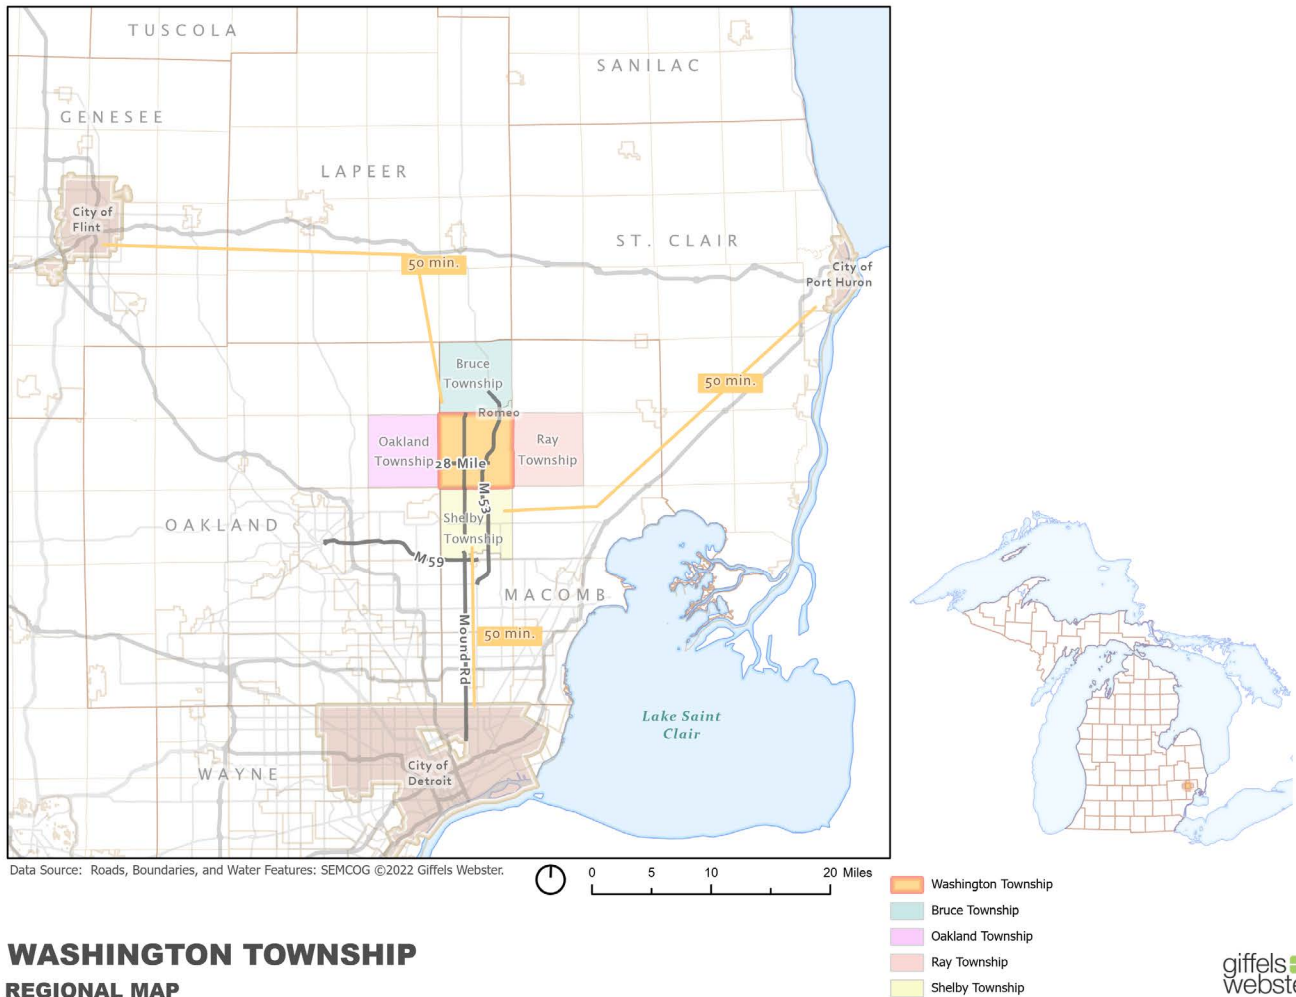 TUSCOLA
SANILAC
GENESEE
LAPEER
City of
Flint
ST. CLAIR
50 min.
City of
Port Huron
Bruce
Township
50 min.
Romeo
Oakland
Township
28 Mile
Ray
Township
M-53
Shelby
Township
OAKLAND
M 59
MACOMB
Mound Rd
50 min.
Lake Saint
Clair
City of
Detroit
WAYNE
Data Source: Roads, Boundaries, and Water Features: SEMCOG ©2022 Giffels Webster.
0 5 10 20 Miles
Washington Township
Bruce Township
Oakland Township
Ray Township
Shelby Township
WASHINGTON TOWNSHIP
REGIONAL MAP
giffels
webste